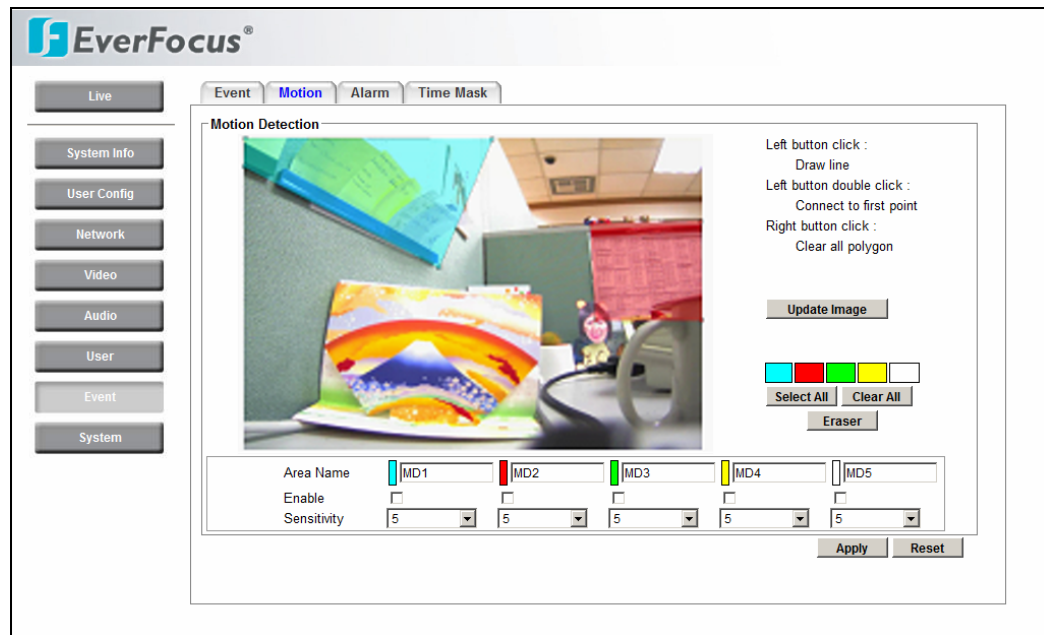 EverFocus®
Live
System Info
User Config
Network
Video
Audio
User
Event
System
Event Motion Alarm Time Mask
Motion Detection
Left button click :
Draw line
Left button double click :
Connect to first point
Right button click :
Clear all polygon
Update Image
Select All Clear All
Eraser
Area Name MD1 MD2 MD3 MD4 MD5
Enable
Sensitivity 5 5 5 5 5
Apply Reset